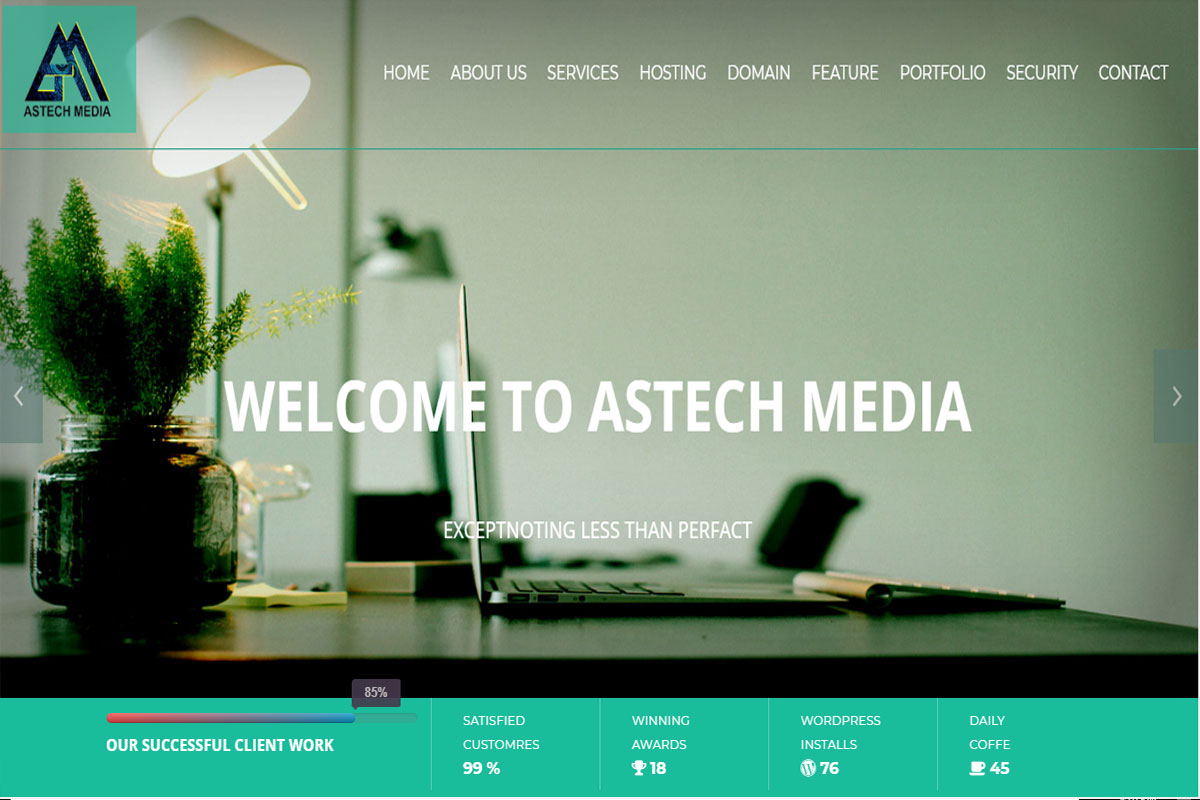 ASTECH MEDIA
HOME ABOUT US SERVICES HOSTING DOMAIN FEATURE PORTFOLIO SECURITY CONTACT
WELCOME TO ASTECH MEDIA
EXCEPTNOTING LESS THAN PERFACT
85%
OUR SUCCESSFUL CLIENT WORK
SATISFIED
CUSTOMRES
99 %
WINNING
AWARDS
18
WORDPRESS
INSTALLS
76
DAILY
COFFE
45